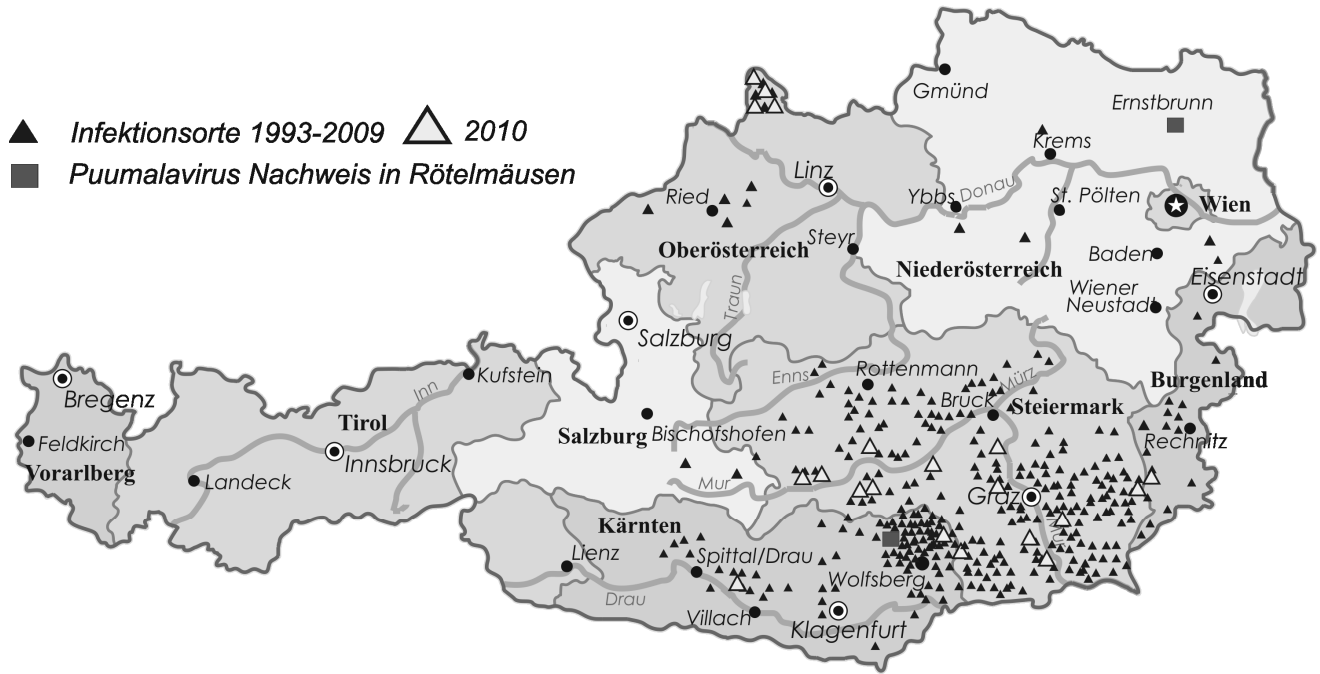 Infektionsorte 1993-2009 2010
Puumalavirus Nachweis in Rötelmäusen
Gmünd
Ernstbrunn
Krems
Linz
Ried
Ybbs
Donau
St. Pölten
Wien
Steyr
Oberösterreich
Niederösterreich
Baden
Eisenstadt
Wiener
Neustadt
Traun
Salzburg
Enns
Rottenmann
Mürz
Bruck
Steiermark
Burgenland
Rechnitz
Kufstein
Inn
Bregenz
Tirol
Feldkirch
Vorarlberg
Innsbruck
Landeck
Salzburg
Bischofshofen
Mur
Graz
Mur
Kärnten
Lienz
Spittal/Drau
Wolfsberg
Drau
Villach
Klagenfurt